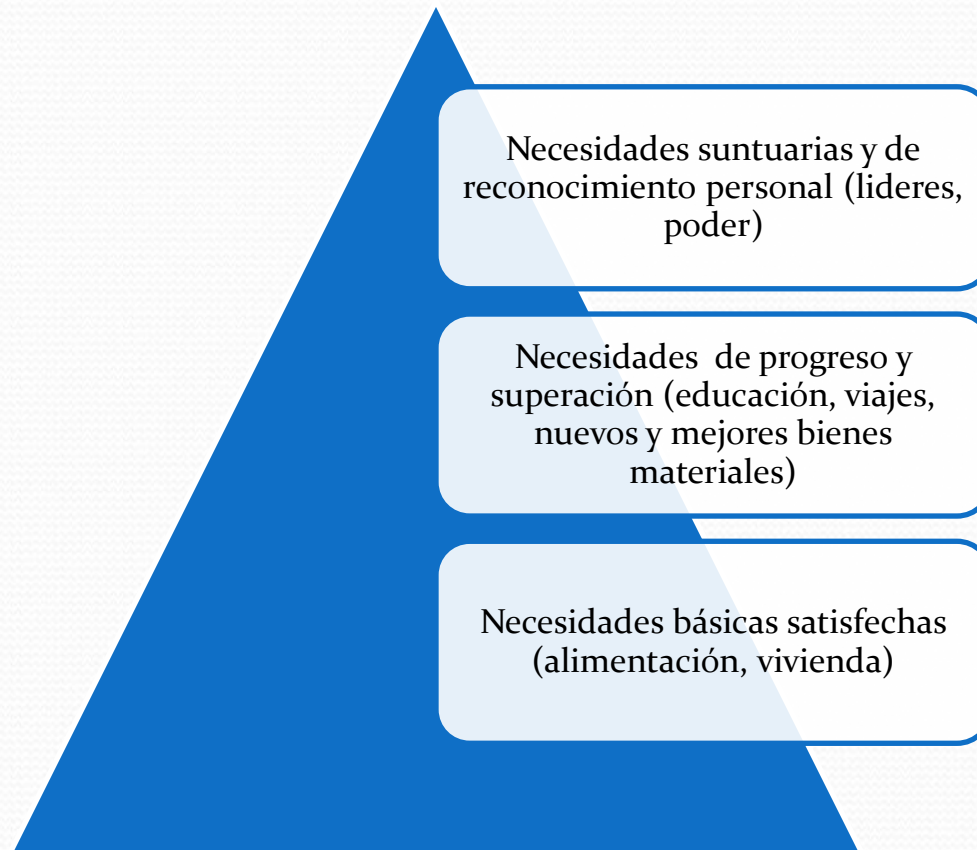 Necesidades suntuarias y de
reconocimiento personal (lideres,
poder)
Necesidades de progreso y
superación (educación, viajes,
nuevos y mejores bienes
materiales)
Necesidades básicas satisfechas
(alimentación, vivienda)